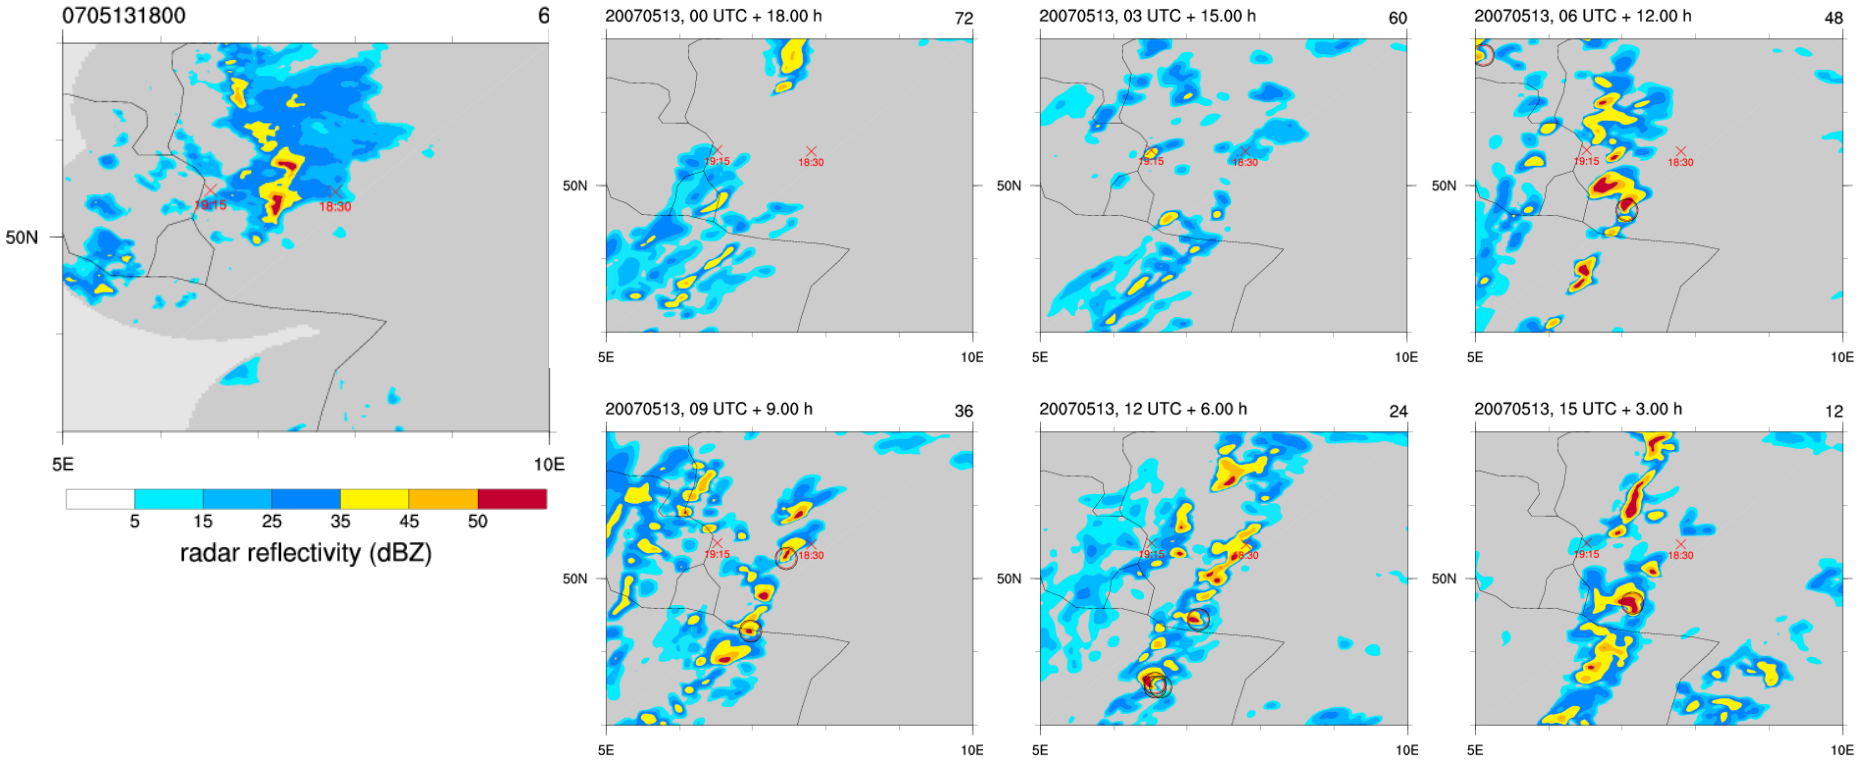 0705131800 6
19:15 18:30
50N
5E 10E
5 15 25 35 45 50
radar reflectivity (dBZ)
20070513, 00 UTC + 18.00 h 72
19:15 18:30
50N
5E 10E
20070513, 03 UTC + 15.00 h 60
19:15 18:30
50N
5E 10E
20070513, 06 UTC + 12.00 h 48
19:15 18:30
50N
5E 10E
20070513, 09 UTC + 9.00 h 36
19:15 18:30
50N
5E 10E
20070513, 12 UTC + 6.00 h 24
19:15 18:30
50N
5E 10E
20070513, 15 UTC + 3.00 h 12
19:15 18:30
50N
5E 10E